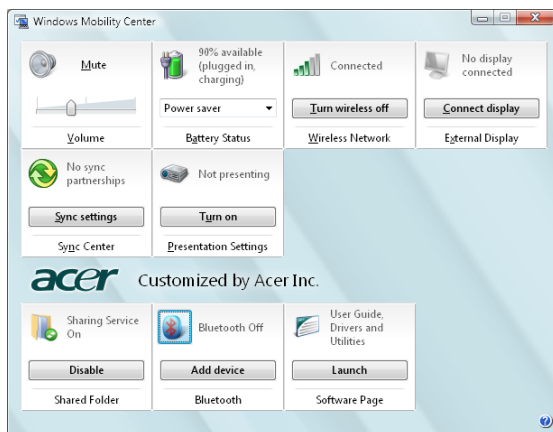 Windows Mobility Center
Mute
Volume
90% available
(plugged in,
charging)
Power saver
Battery Status
Connected
Turn wireless off
Wireless Network
No display
connected
Connect display
External Display
No sync
partnerships
Sync settings
Sync Center
Not presenting
Turn on
Presentation Settings
acer Customized by Acer Inc.
Sharing Service
On
Disable
Shared Folder
Bluetooth Off
Add device
Bluetooth
User Guide,
Drivers and
Utilities
Launch
Software Page
?